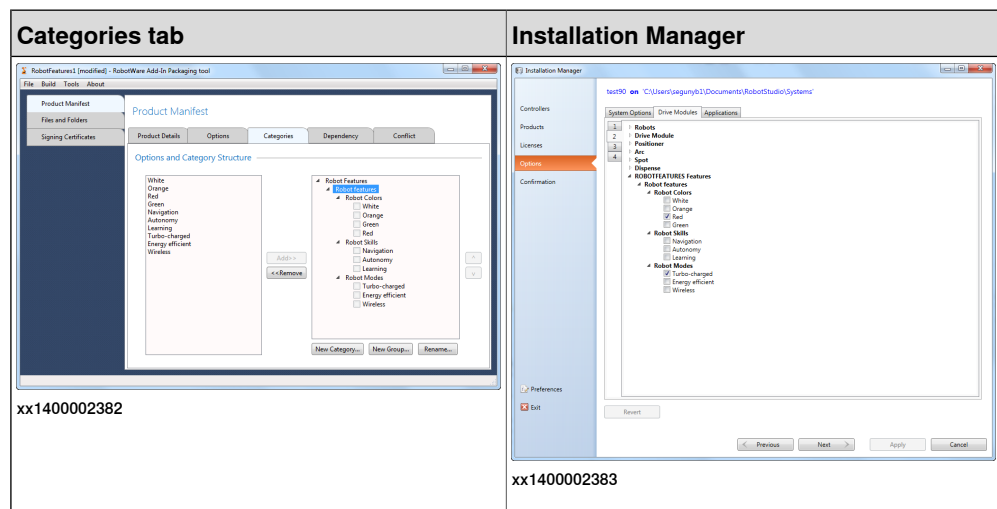 Categories tab
Installation Manager
RobotFeatures1 [modified] - RobotWare Add-In Packaging tool
File Build Tools About
Product Manifest
Files and Folders
Signing Certificates
Product Manifest
Product Details Options Categories Dependency Conflict
Options and Category Structure
White
Orange
Red
Green
Navigation
Autonomy
Learning
Turbo-charged
Energy efficient
Wireless
Add>>
<<Remove
Robot Features
Robot features
Robot Colors
White
Orange
Green
Red
Robot Skills
Navigation
Autonomy
Learning
Robot Modes
Turbo-charged
Energy efficient
Wireless
^
v
New Category... New Group... Rename...
xx1400002382
Installation Manager
test90 on 'C:\Users\segunyb1\Documents\RobotStudio\Systems'
Controllers
Products
Licenses
Options
Confirmation
Preferences
Exit
System Options Drive Modules Applications
1
2
3
4
Robots
Drive Module
Positioner
Arc
Spot
Dispense
ROBOTFEATURES Features
Robot features
Robot Colors
White
Orange
Red
Green
Robot Skills
Navigation
Autonomy
Learning
Robot Modes
Turbo-charged
Energy efficient
Wireless
Revert
< Previous Next > Apply Cancel
xx1400002383